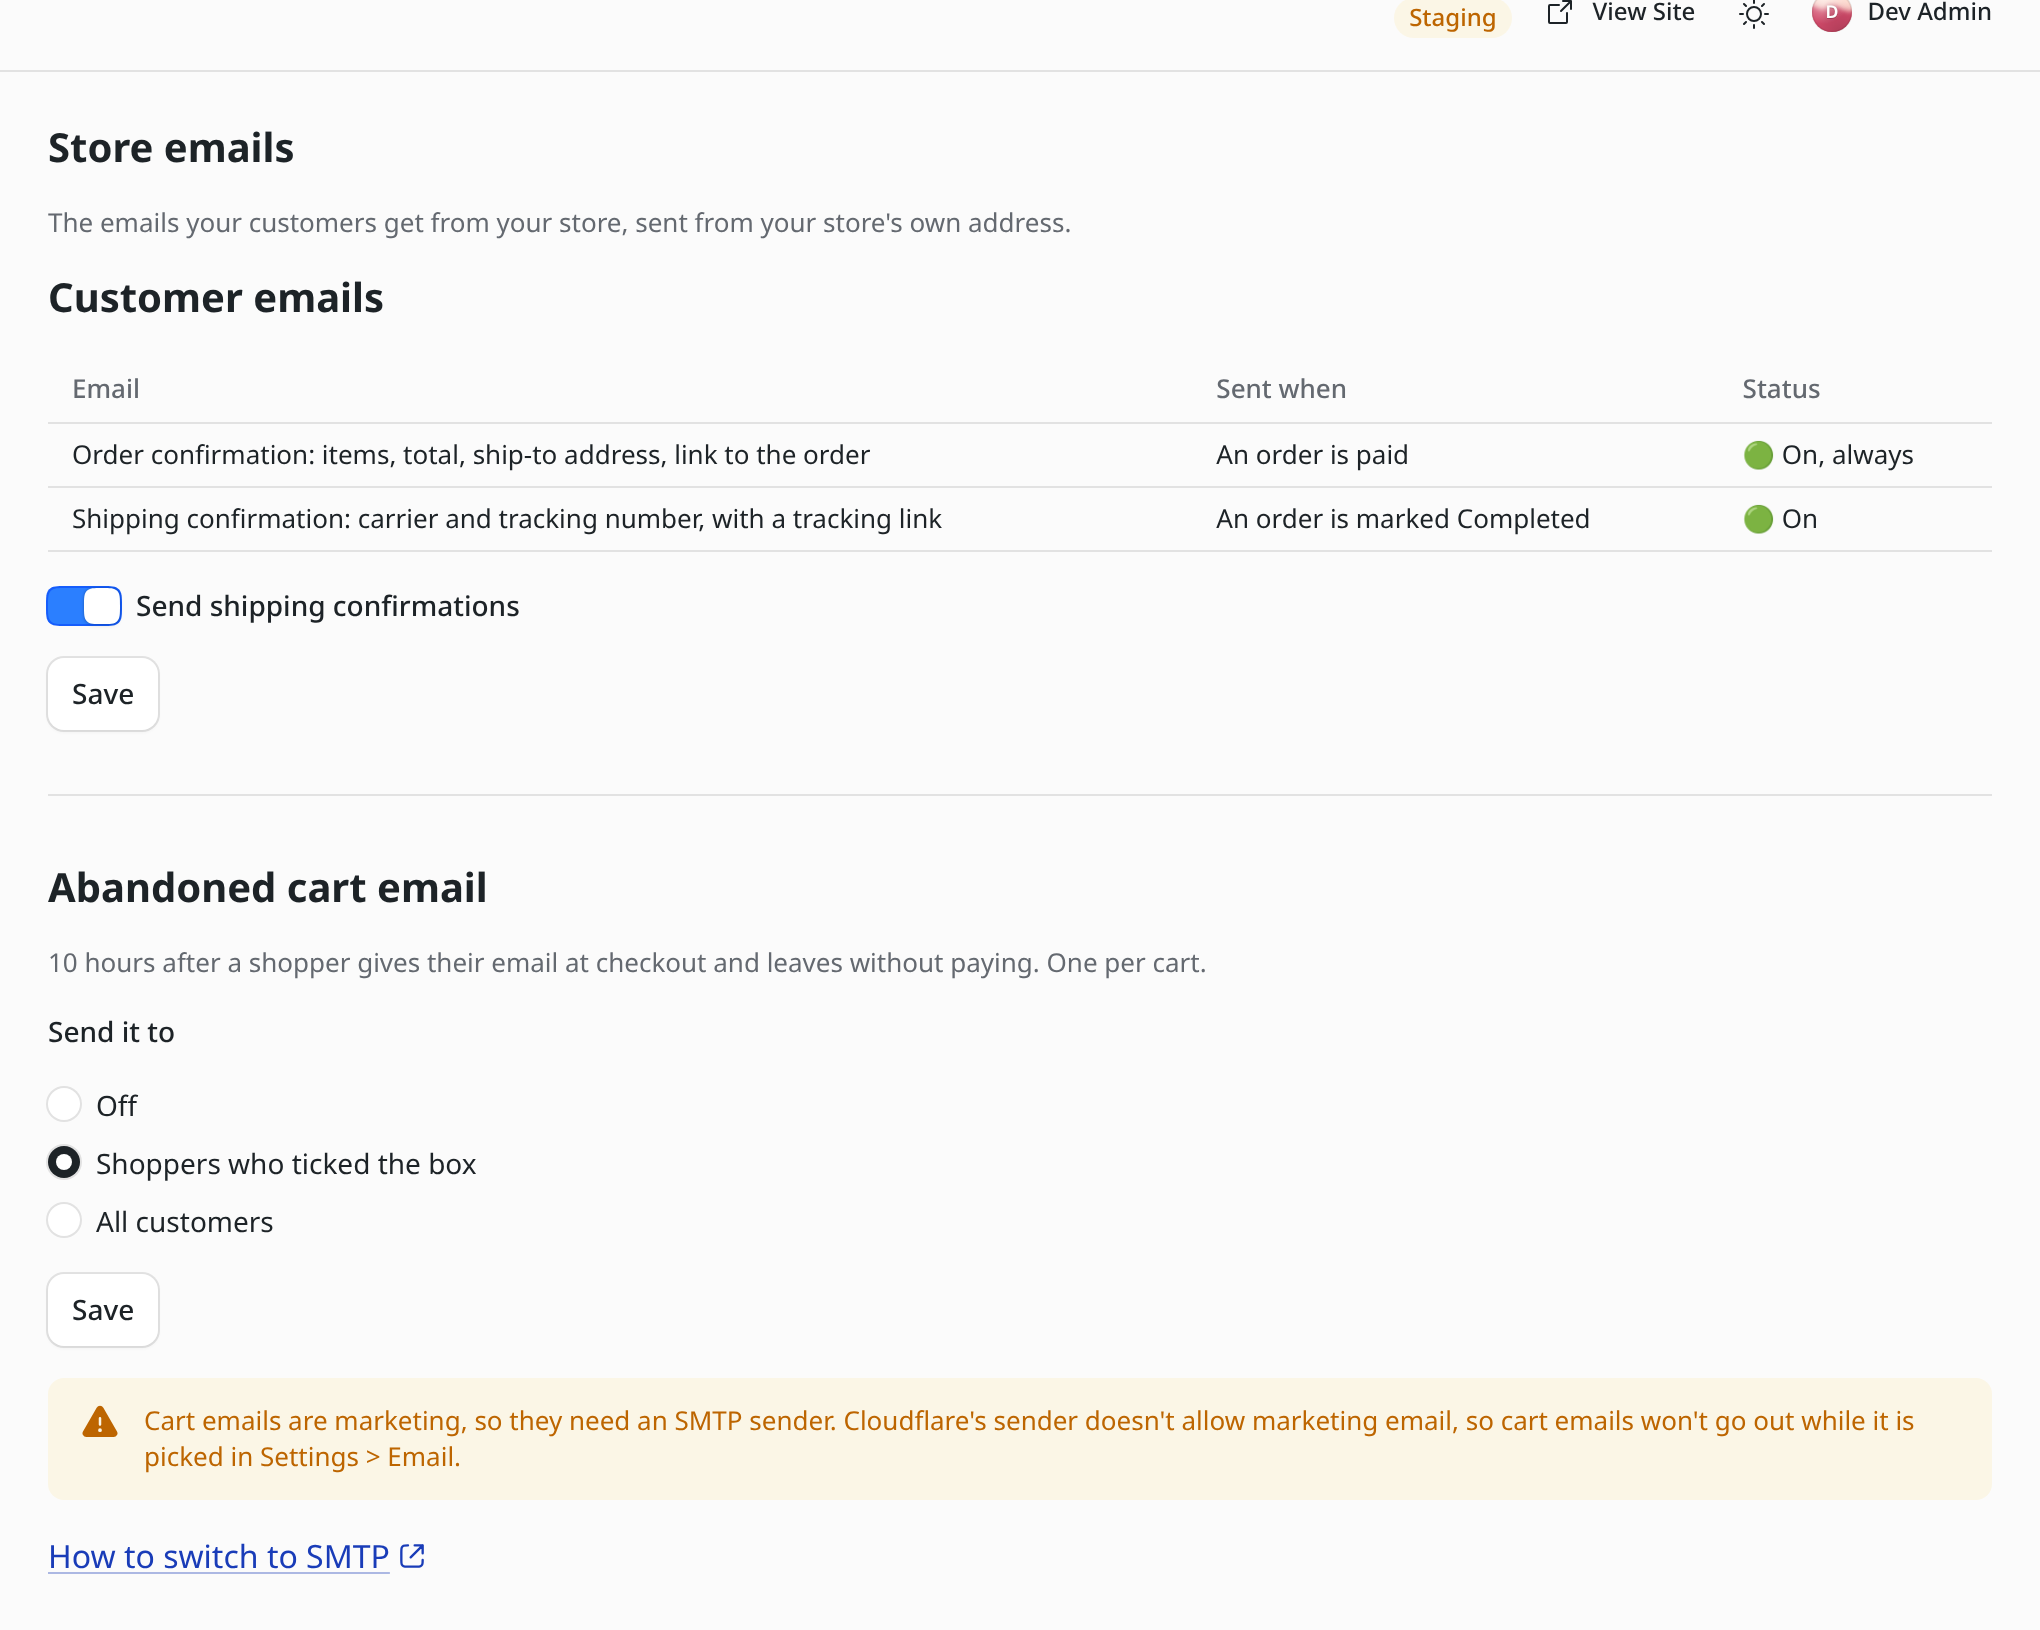 Staging
View Site
D
Dev Admin
Store emails
The emails your customers get from your store, sent from your store's own address.
Customer emails
Email Sent when Status
Order confirmation: items, total, ship-to address, link to the order An order is paid On, always
Shipping confirmation: carrier and tracking number, with a tracking link An order is marked Completed On
Send shipping confirmations
Save
Abandoned cart email
10 hours after a shopper gives their email at checkout and leaves without paying. One per cart.
Send it to
Off
Shoppers who ticked the box
All customers
Save
Cart emails are marketing, so they need an SMTP sender. Cloudflare's sender doesn't allow marketing email, so cart emails won't go out while it is
picked in Settings > Email.
How to switch to SMTP